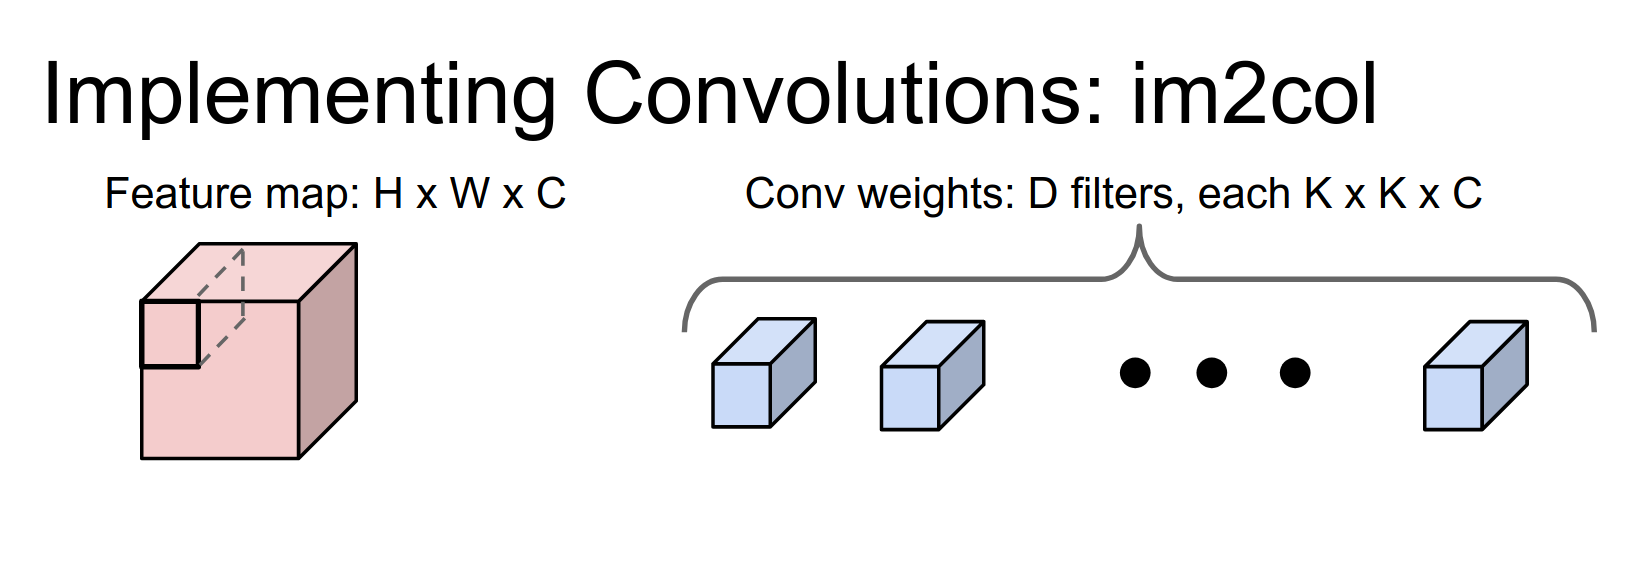 Implementing Convolutions: im2col
Feature map: H x W x C
Conv weights: D filters, each K x K x C